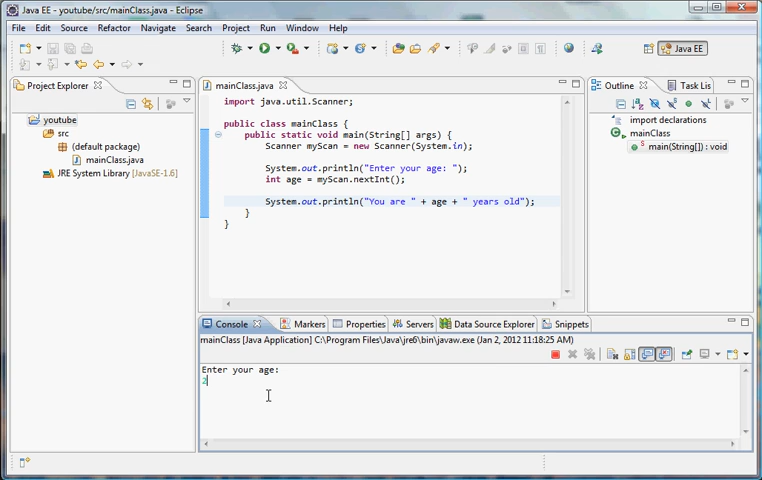 Java EE - youtube/src/mainClass.java - Eclipse
File Edit Source Refactor Navigate Search Project Run Window Help
Java EE
Project Explorer
mainClass.java
Outline
Task Lis
youtube
src
(default package)
mainClass.java
JRE System Library [JavaSE-1.6]
import java.util.Scanner;
public class mainClass {
public static void main(String[] args) {
Scanner myScan = new Scanner(System.in);
System.out.println("Enter your age: ");
int age = myScan.nextInt();
System.out.println("You are " + age + " years old");
}
}
import declarations
mainClass
main(String[]) : void
Console Markers Properties Servers Data Source Explorer Snippets
mainClass [Java Application] C:\Program Files\Java\jre6\bin\javaw.exe (Jan 2, 2012 11:18:25 AM)
Enter your age:
2